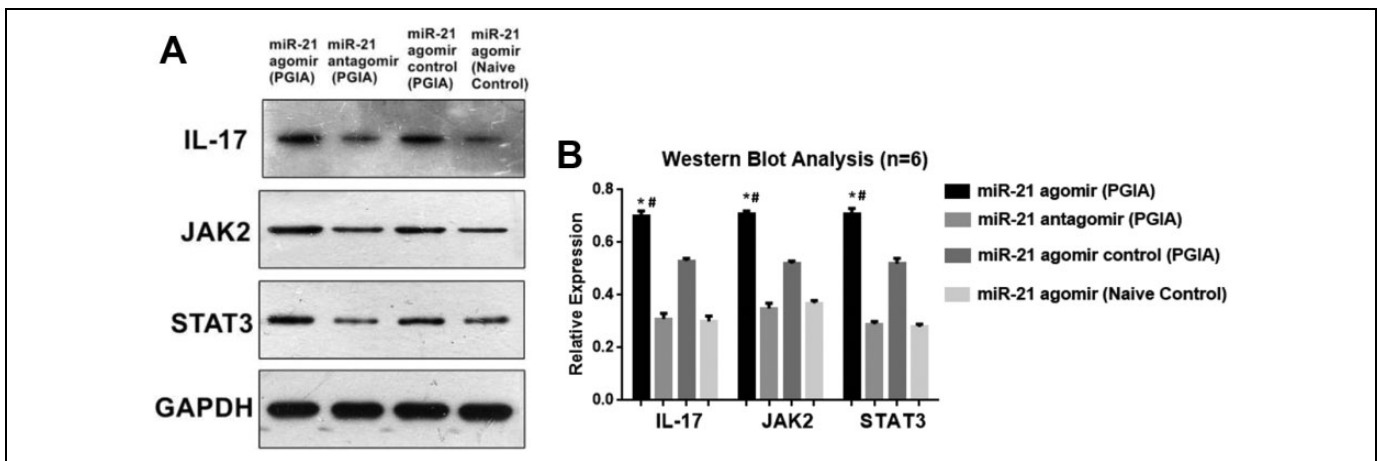 A
miR-21
agomir
(PGIA)
miR-21
antagomir
(PGIA)
miR-21
agomir
control
(PGIA)
miR-21
agomir
(Naive
Control)
IL-17
JAK2
STAT3
GAPDH
B
Western Blot Analysis (n=6)
Relative Expression
0.8
0.6
0.4
0.2
0.0
*#
*#
*#
IL-17
JAK2
STAT3
miR-21 agomir (PGIA)
miR-21 antagomir (PGIA)
miR-21 agomir control (PGIA)
miR-21 agomir (Naive Control)